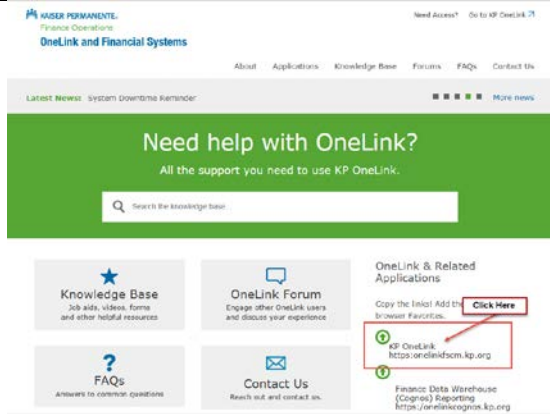 KAISER PERMANENTE.
Need Access? Go to KP OneLink
Finance Operations
OneLink and Financial Systems
About Applications Knowledge Base Forums FAQs Contact Us
Latest News: System Downtime Reminder More news
Need help with OneLink?
All the support you need to use KP OneLink.
Search the knowledge base
Knowledge Base
Job aids, videos, forms
and other helpful resources
OneLink Forum
Engage other OneLink users
and discuss your experience
FAQs
Answers to common questions
Contact Us
Reach out and contact us.
OneLink & Related
Applications
Copy the links! Add the
browser Favorites.
Click Here
KP OneLink
https:onelinkfscm.kp.org
Finance Data Warehouse
(Cognos) Reporting
https:/onelinkcognos.kp.org